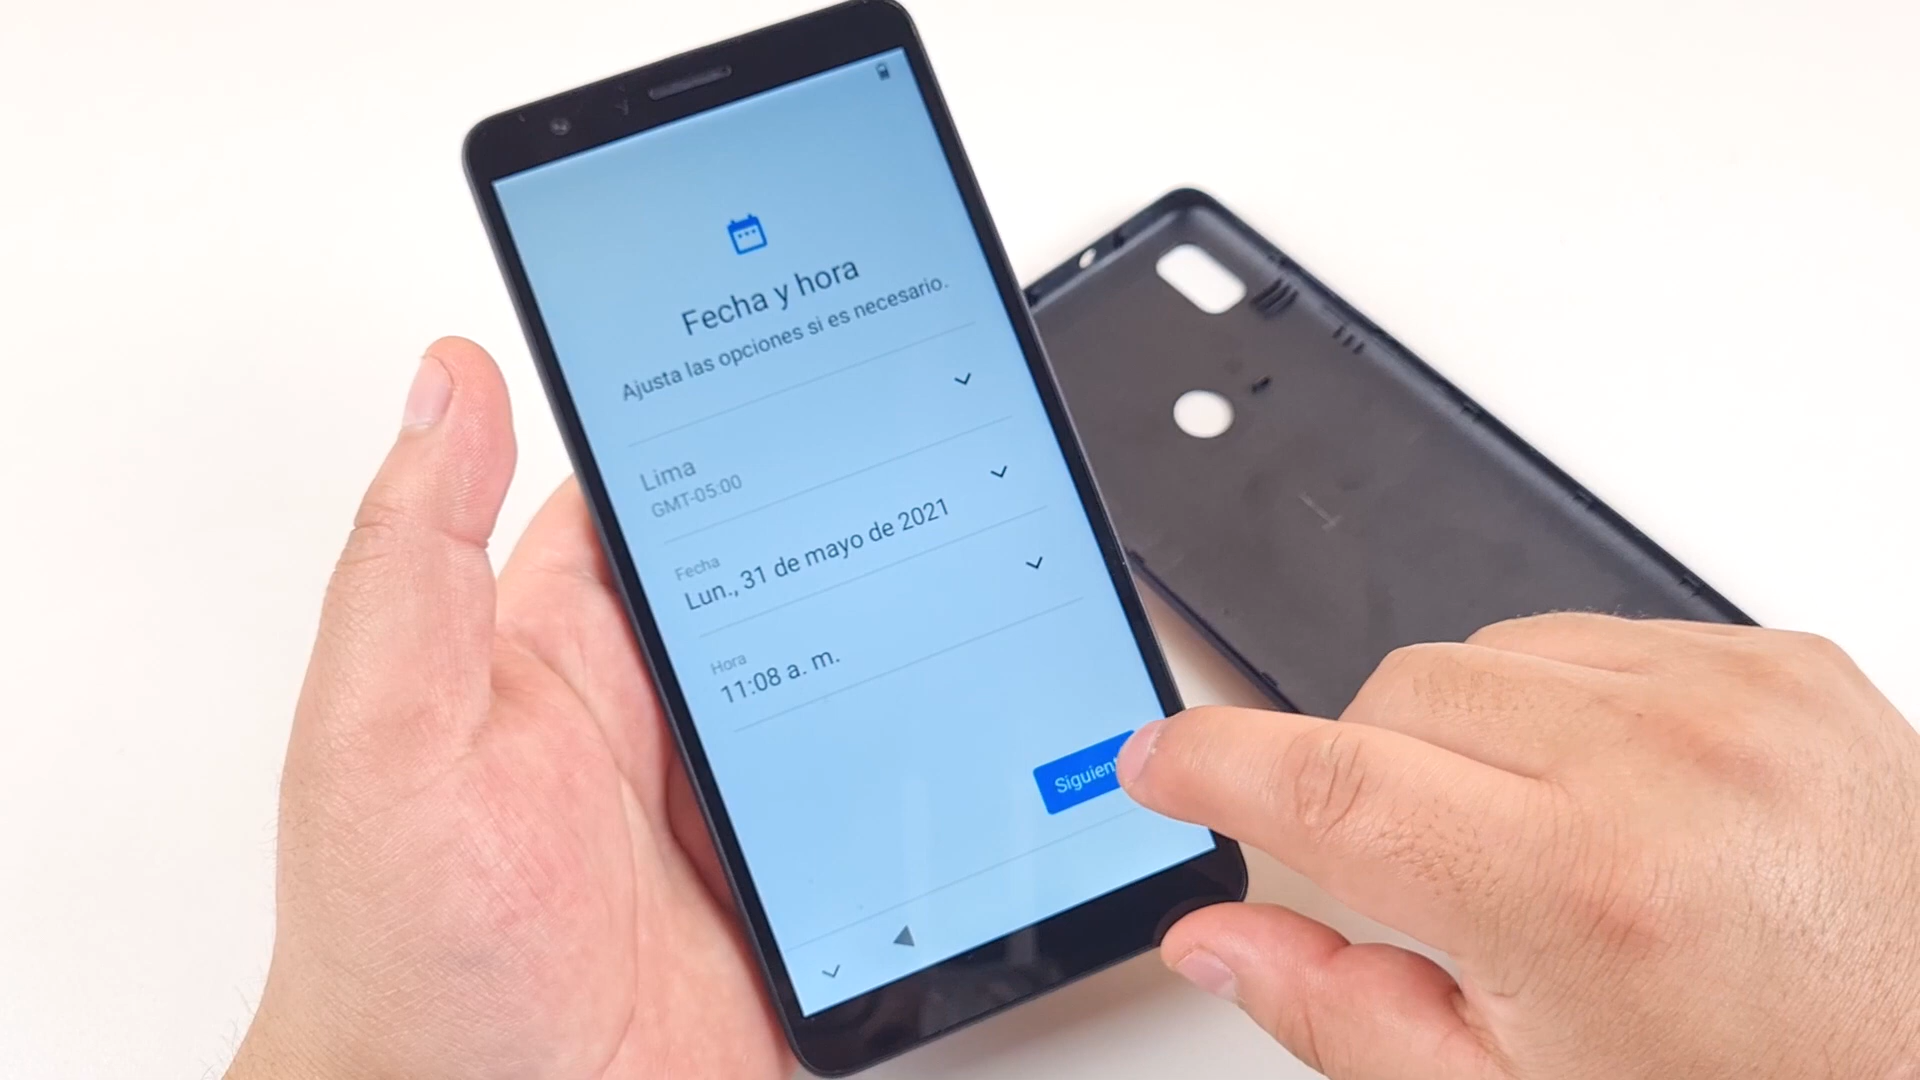 Fecha y hora
Ajusta las opciones si es necesario.
Lima
GMT-05:00
Fecha
Lun., 31 de mayo de 2021
Hora
11:08 a. m.
Siguient